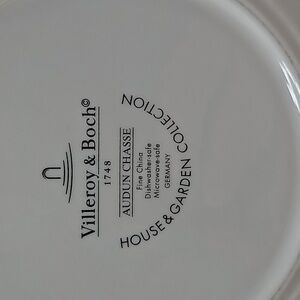 Villeroy & Boch©
1748
AUDUN CHASSE
Fine China
Dishwasher-safe
Microwave-safe
GERMANY
HOUSE & GARDEN COLLECTION